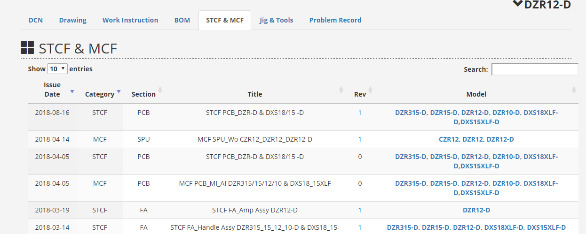 DZR12-D
DCN Drawing Work Instruction BOM STCF & MCF Jig & Tools Problem Record
STCF & MCF
Show 10 entries Search:
Issue Date Category Section Title Rev Model
2018-08-16 STCF PCB STCF PCB_DZR-D & DXS18/15 -D 1 DZR315-D, DZR15-D, DZR12-D, DZR10-D, DXS18XLF-
D,DXS15XLF-D
2018-04-14 MCF SPU MCF SPU_Wo CZR12_DZR12_DZR12-D 1 CZR12, DZR12, DZR12-D
2018-04-05 STCF PCB STCF PCB_DZR-D & DXS18/15 -D 0 DZR315-D, DZR15-D, DZR12-D, DZR10-D, DXS18XLF-
D,DXS15XLF-D
2018-04-05 MCF PCB MCF PCB_MI_AI DZR315/15/12/10 & DXS18_15XLF 0 DZR315-D, DZR15-D, DZR12-D, DZR10-D, DXS18XLF-
D,DXS15XLF-D
2018-03-19 STCF FA STCF FA_Amp Assy DZR12-D 1 DZR12-D
2018-03-14 STCF FA STCF FA_Handle Assy DZR315_15_12_10-D & DXS18_15- 1 DZR315-D, DZR15-D, DZR12-D, DXS18XLF-D, DXS15XLF-D